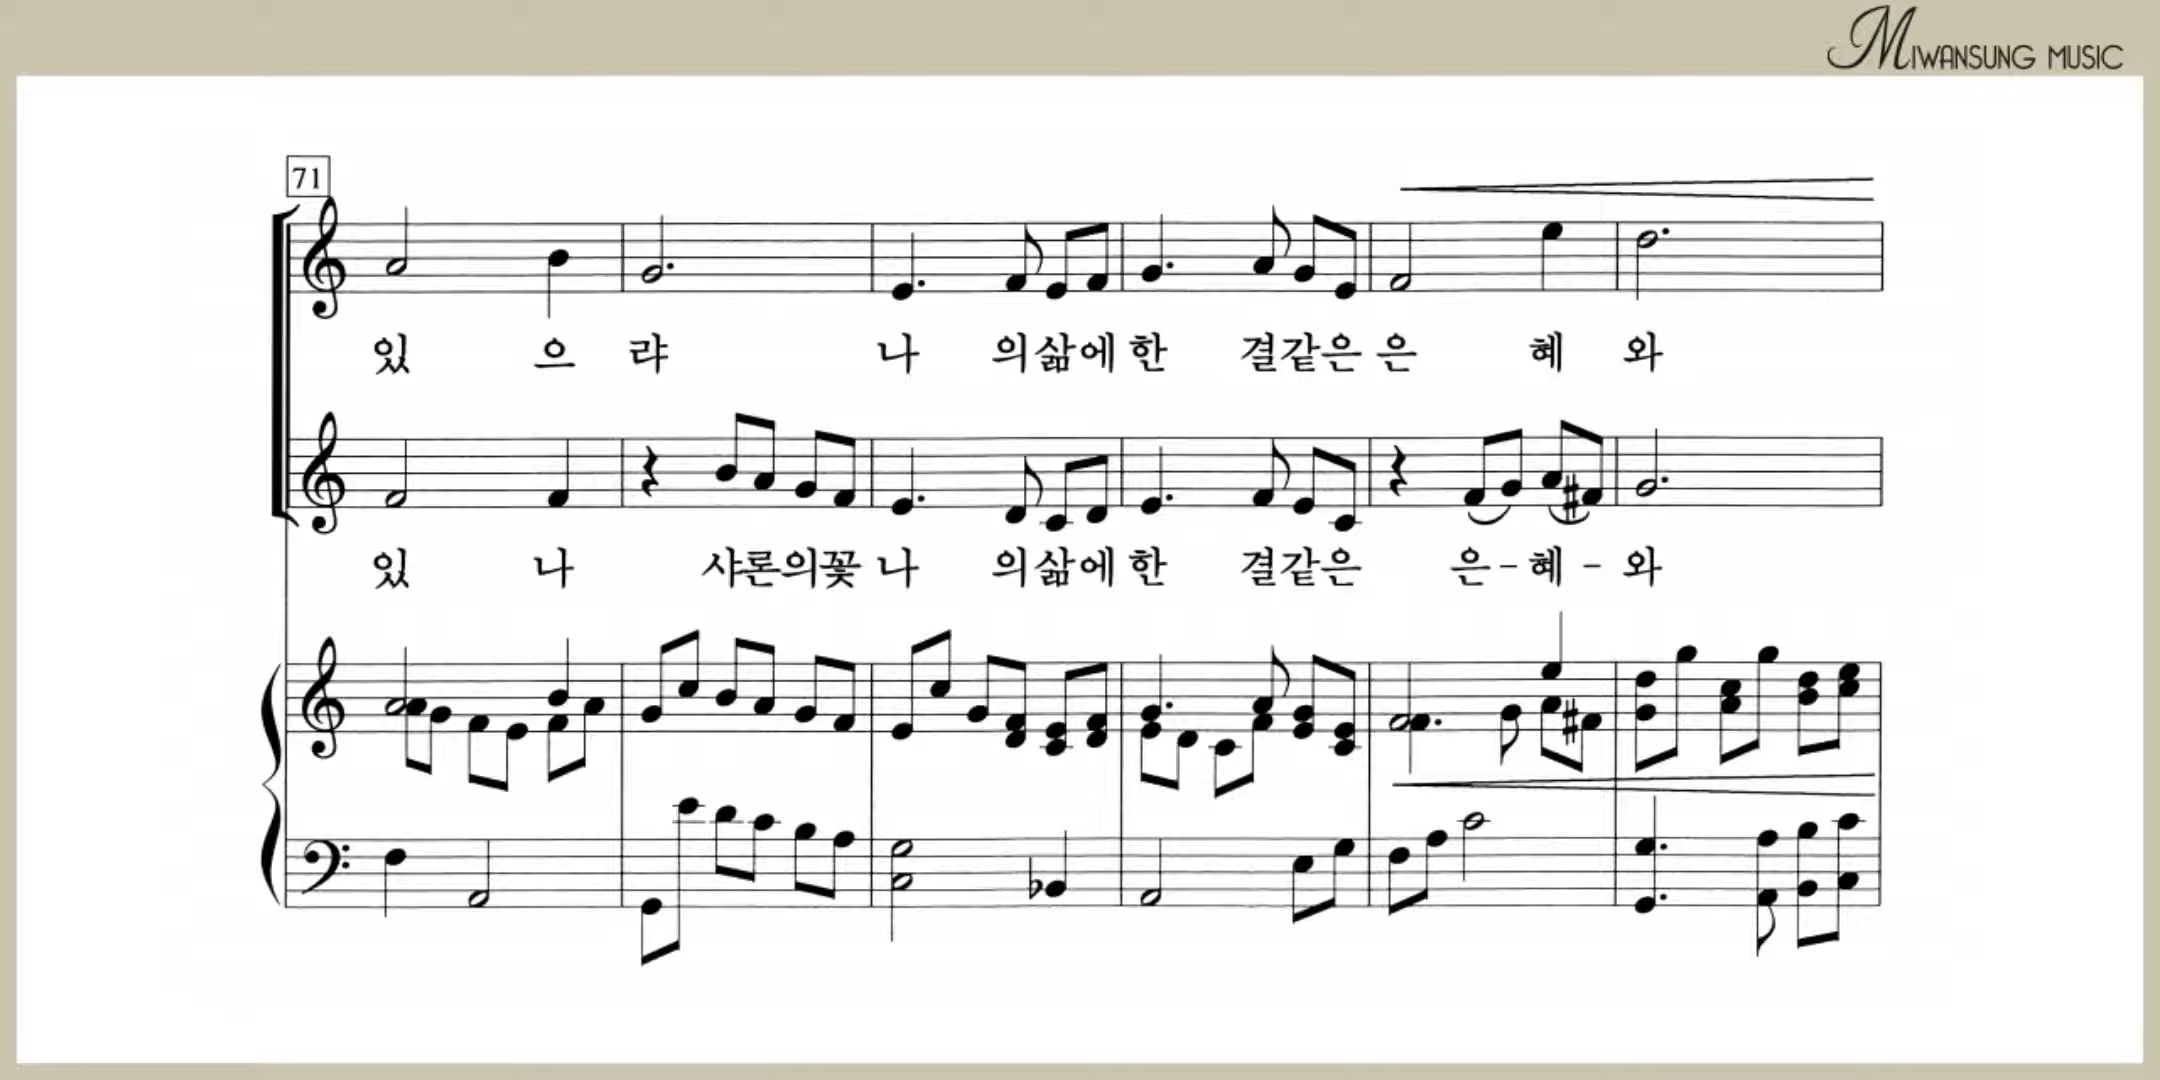 MIWANSUNG MUSIC
71
있 으 랴 나 의삶에 한 결같은 은 혜 와
있 나 샤론의꽃 나 의삶에 한 결같은 은-혜-와